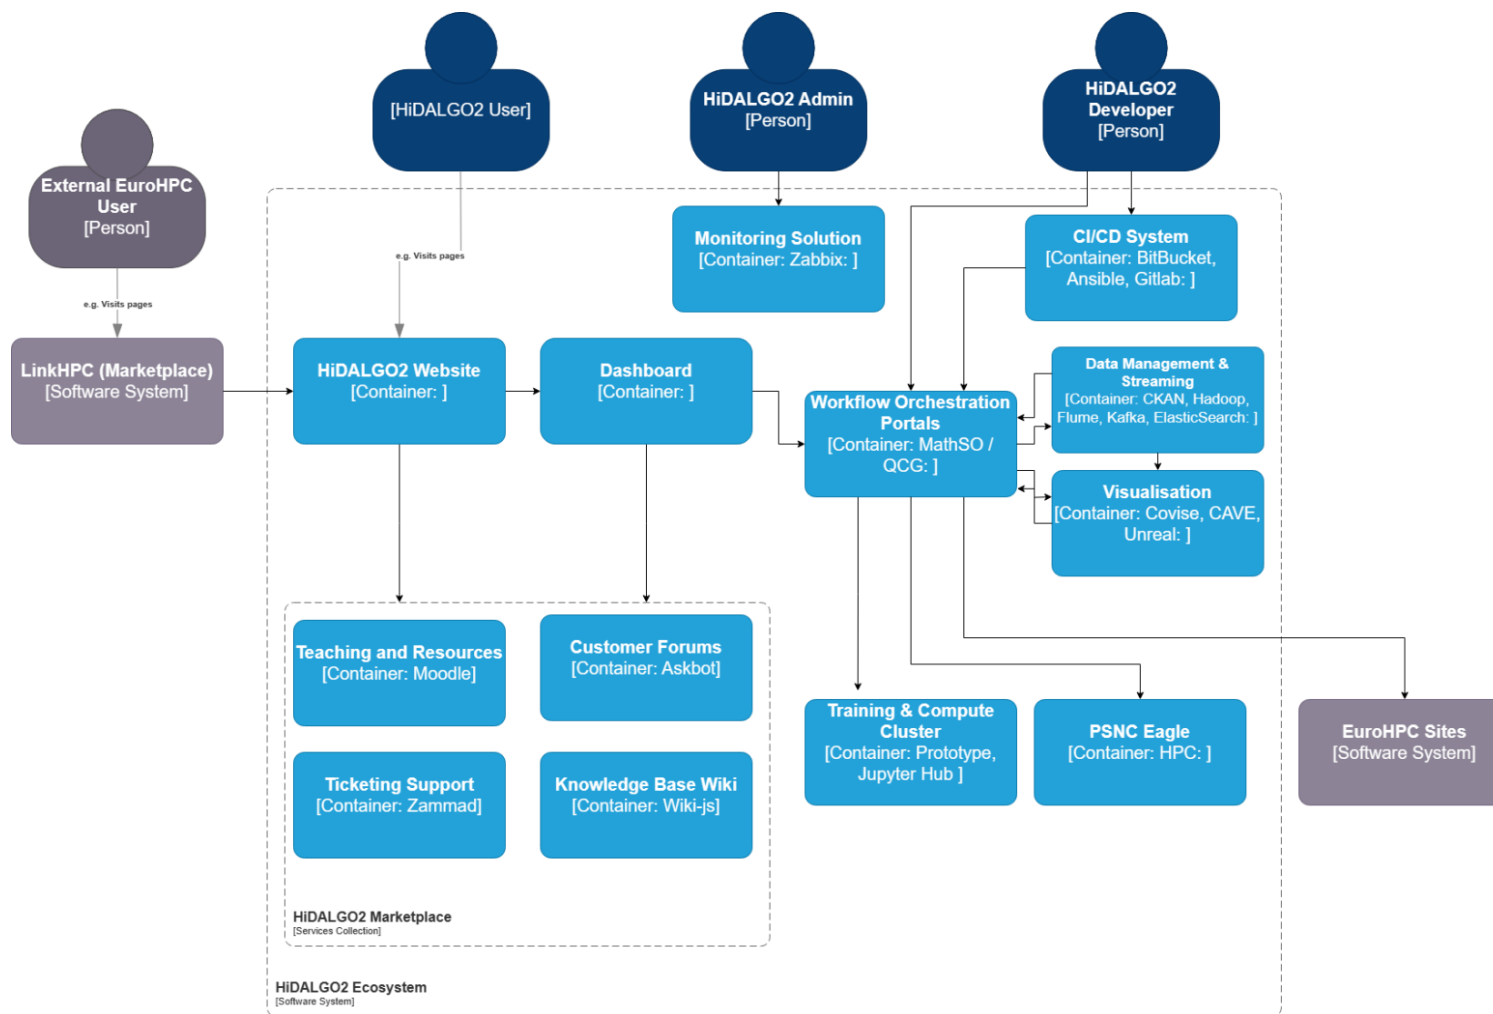 [HiDALGO2 User]
HiDALGO2 Admin
[Person]
HiDALGO2
Developer
[Person]
External EuroHPC
User
[Person]
e.g. Visits pages
e.g. Visits pages
Monitoring Solution
[Container: Zabbix: ]
CI/CD System
[Container: BitBucket,
Ansible, Gitlab: ]
LinkHPC (Marketplace)
[Software System]
HiDALGO2 Website
[Container: ]
Dashboard
[Container: ]
Workflow Orchestration
Portals
[Container: MathSO /
QCG: ]
Data Management &
Streaming
[Container: CKAN, Hadoop,
Flume, Kafka, ElasticSearch: ]
Visualisation
[Container: Covise, CAVE,
Unreal: ]
Teaching and Resources
[Container: Moodle]
Customer Forums
[Container: Askbot]
Ticketing Support
[Container: Zammad]
Knowledge Base Wiki
[Container: Wiki-js]
Training & Compute
Cluster
[Container: Prototype,
Jupyter Hub ]
PSNC Eagle
[Container: HPC: ]
EuroHPC Sites
[Software System]
HiDALGO2 Marketplace
[Services Collection]
HiDALGO2 Ecosystem
[Software System]